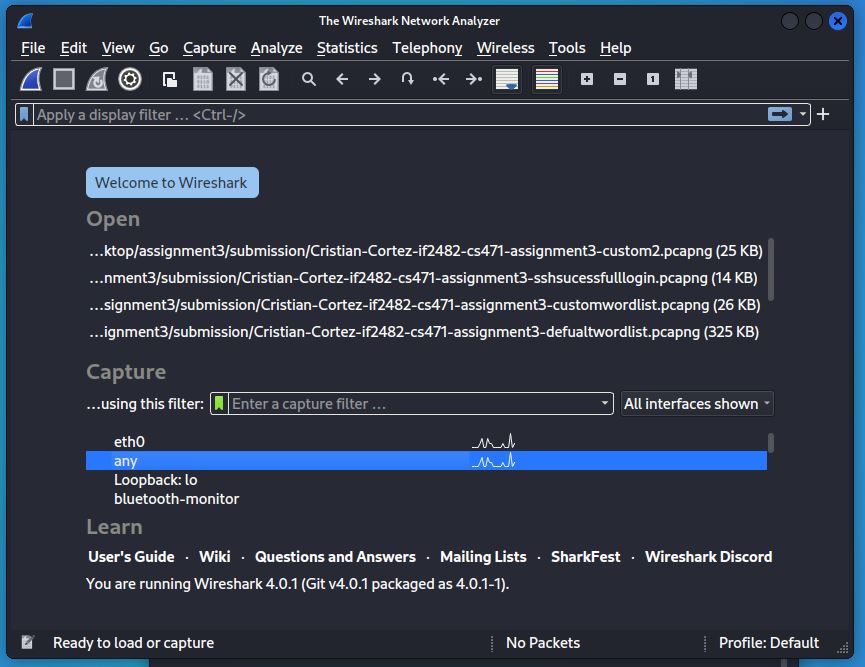 The Wireshark Network Analyzer
File Edit View Go Capture Analyze Statistics Telephony Wireless Tools Help
Apply a display filter … <Ctrl-/>
Welcome to Wireshark
Open
…ktop/assignment3/submission/Cristian-Cortez-if2482-cs471-assignment3-custom2.pcapng (25 KB)
…nment3/submission/Cristian-Cortez-if2482-cs471-assignment3-sshsucessfulllogin.pcapng (14 KB)
…signment3/submission/Cristian-Cortez-if2482-cs471-assignment3-customwordlist.pcapng (26 KB)
…ignment3/submission/Cristian-Cortez-if2482-cs471-assignment3-defualtwordlist.pcapng (325 KB)
Capture
…using this filter: Enter a capture filter … All interfaces shown
eth0
any
Loopback: lo
bluetooth-monitor
Learn
User's Guide · Wiki · Questions and Answers · Mailing Lists · SharkFest · Wireshark Discord
You are running Wireshark 4.0.1 (Git v4.0.1 packaged as 4.0.1-1).
Ready to load or capture No Packets Profile: Default